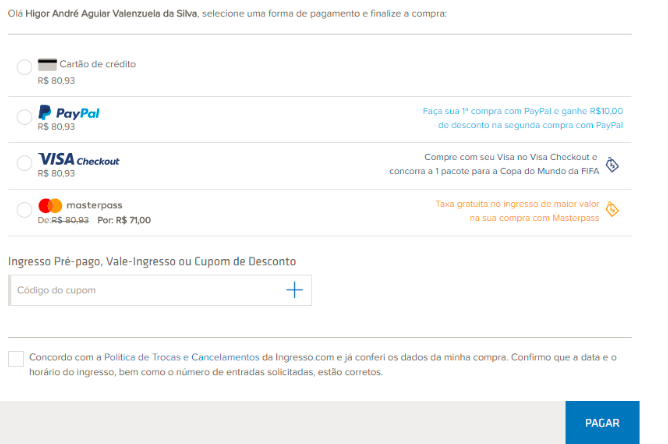 Olá Higor André Aguiar Valenzuela da Silva, selecione uma forma de pagamento e finalize a compra:
Cartão de crédito
R$ 80,93
PayPal
R$ 80,93
Faça sua 1ª compra com PayPal e ganhe R$10,00
de desconto na segunda compra com PayPal
VISA Checkout
R$ 80,93
Compre com seu Visa no Visa Checkout e
concorra a 1 pacote para a Copa do Mundo da FIFA
masterpass
De:R$ 80,93 Por: R$ 71,00
Taxa gratuita no ingresso de maior valor
na sua compra com Masterpass
Ingresso Pré-pago, Vale-Ingresso ou Cupom de Desconto
Código do cupom
Concordo com a Política de Trocas e Cancelamentos da Ingresso.com e já conferi os dados da minha compra. Confirmo que a data e o
horário do ingresso, bem como o número de entradas solicitadas, estão corretos.
PAGAR